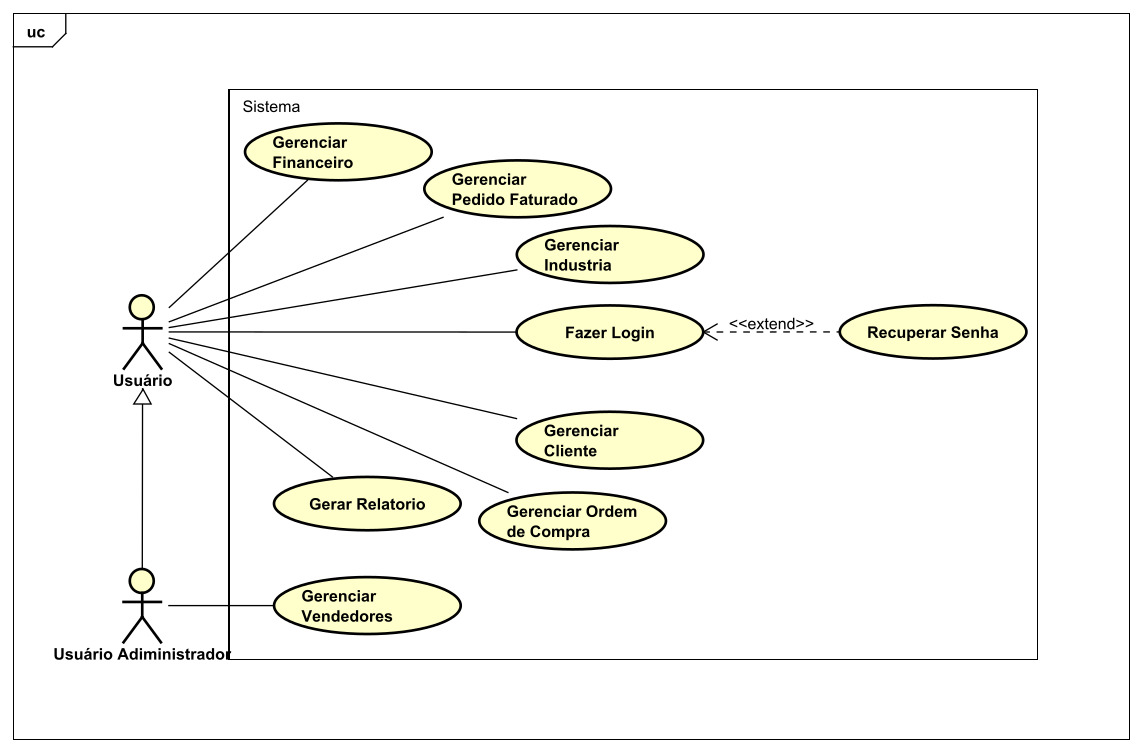 uc
Sistema
Gerenciar
Financeiro
Gerenciar
Pedido Faturado
Gerenciar
Industria
Fazer Login
<<extend>>
Recuperar Senha
Usuário
Gerenciar
Cliente
Gerar Relatorio
Gerenciar Ordem
de Compra
Gerenciar
Vendedores
Usuário Adiministrador